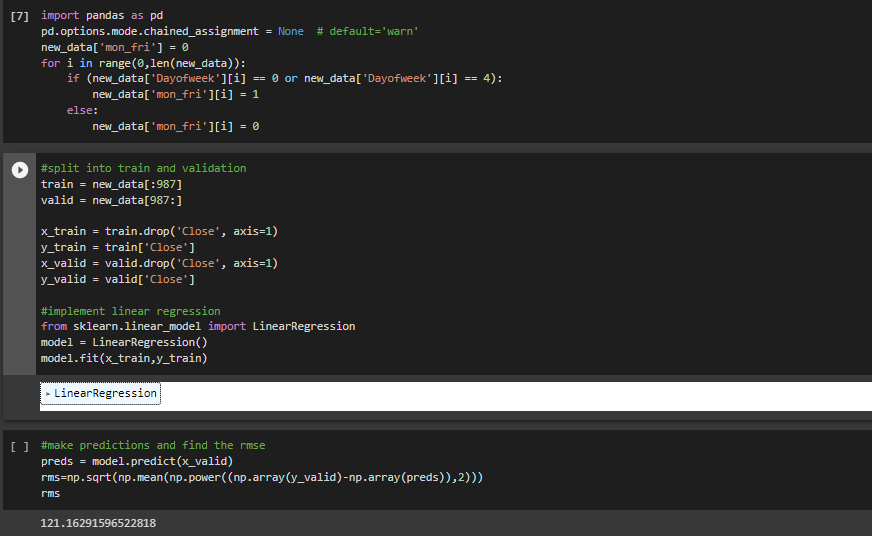 [7] import pandas as pd
pd.options.mode.chained_assignment = None  # default='warn'
new_data['mon_fri'] = 0
for i in range(0,len(new_data)):
    if (new_data['Dayofweek'][i] == 0 or new_data['Dayofweek'][i] == 4):
        new_data['mon_fri'][i] = 1
    else:
        new_data['mon_fri'][i] = 0
#split into train and validation
train = new_data[:987]
valid = new_data[987:]
x_train = train.drop('Close', axis=1)
y_train = train['Close']
x_valid = valid.drop('Close', axis=1)
y_valid = valid['Close']
#implement linear regression
from sklearn.linear_model import LinearRegression
model = LinearRegression()
model.fit(x_train,y_train)
▸ LinearRegression
[ ] #make predictions and find the rmse
preds = model.predict(x_valid)
rms=np.sqrt(np.mean(np.power((np.array(y_valid)-np.array(preds)),2)))
rms
121.16291596522818